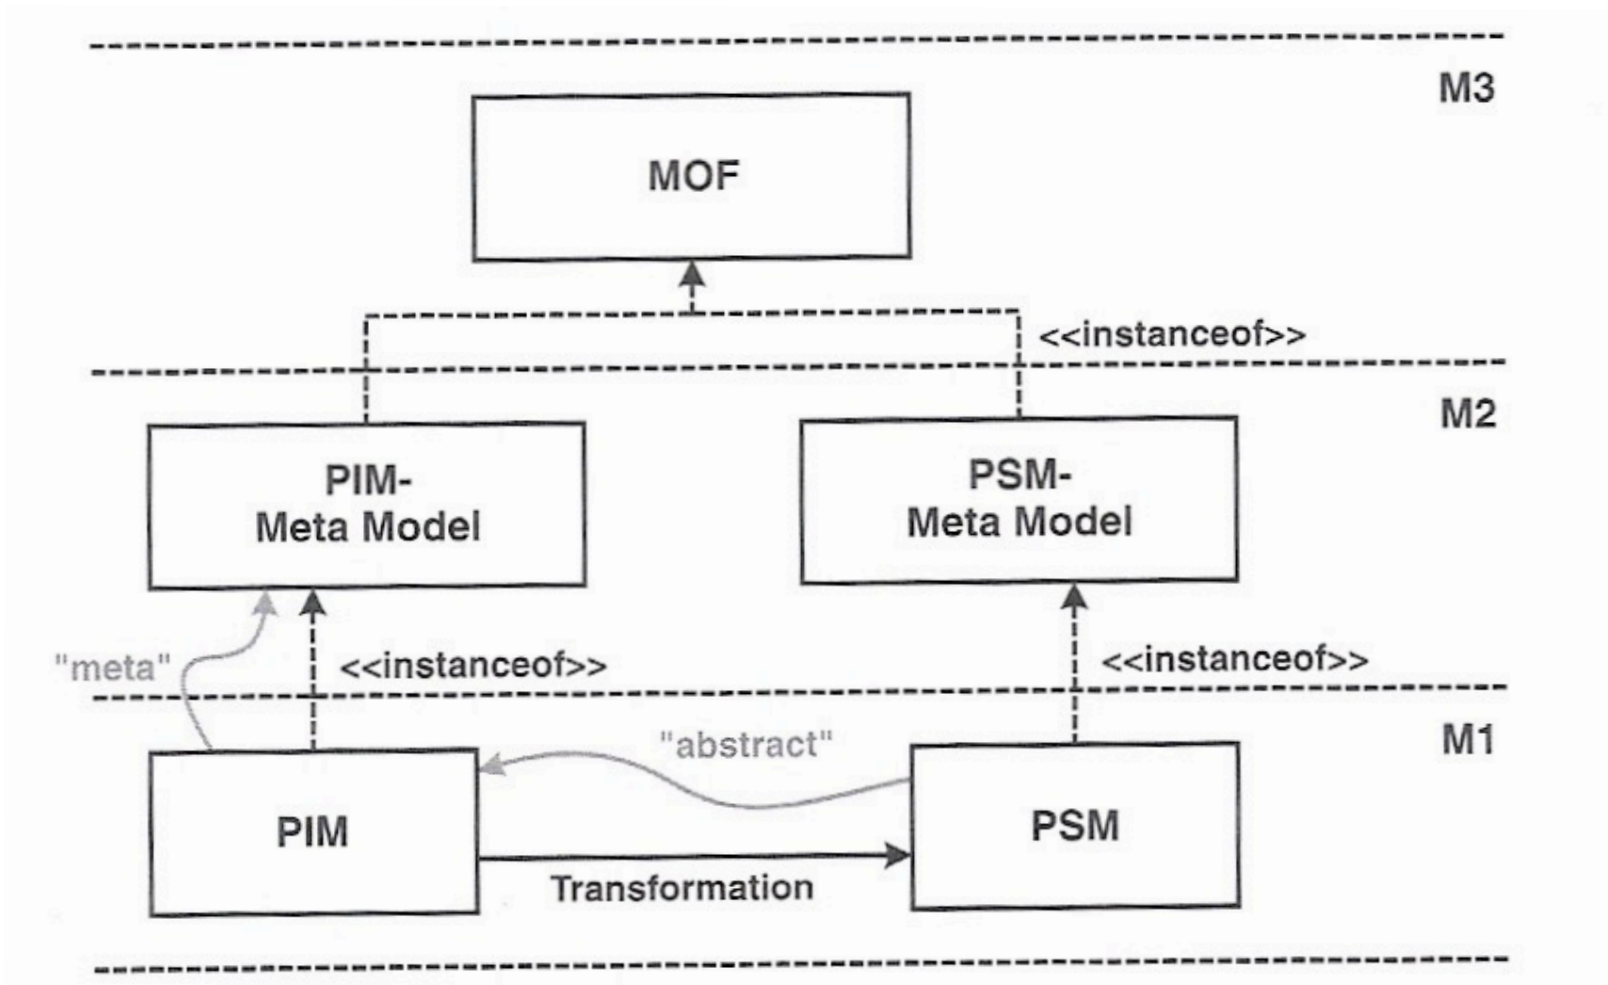 M3
MOF
<<instanceof>>
M2
PIM-
Meta Model
PSM-
Meta Model
"meta"
<<instanceof>>
<<instanceof>>
"abstract"
M1
PIM
PSM
Transformation